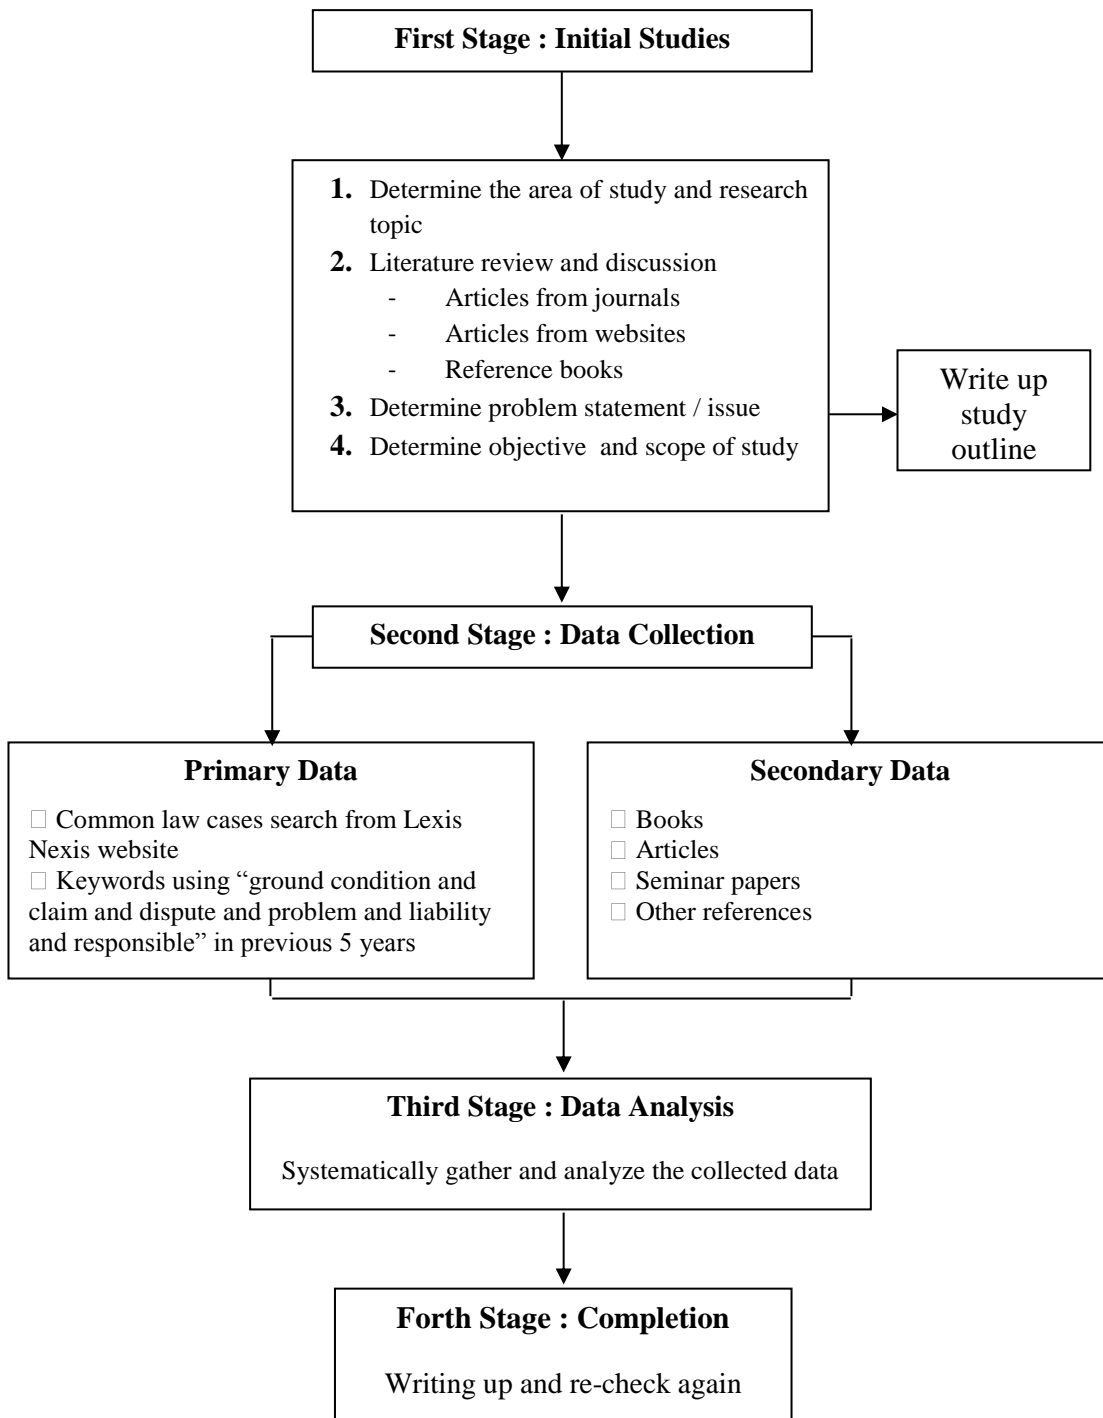 First Stage : Initial Studies
1. Determine the area of study and research
topic
2. Literature review and discussion
- Articles from journals
- Articles from websites
- Reference books
3. Determine problem statement / issue
4. Determine objective and scope of study
Write up
study
outline
Second Stage : Data Collection
Primary Data
□ Common law cases search from Lexis
Nexis website
□ Keywords using “ground condition and
claim and dispute and problem and liability
and responsible” in previous 5 years
Secondary Data
□ Books
□ Articles
□ Seminar papers
□ Other references
Third Stage : Data Analysis
Systematically gather and analyze the collected data
Forth Stage : Completion
Writing up and re-check again